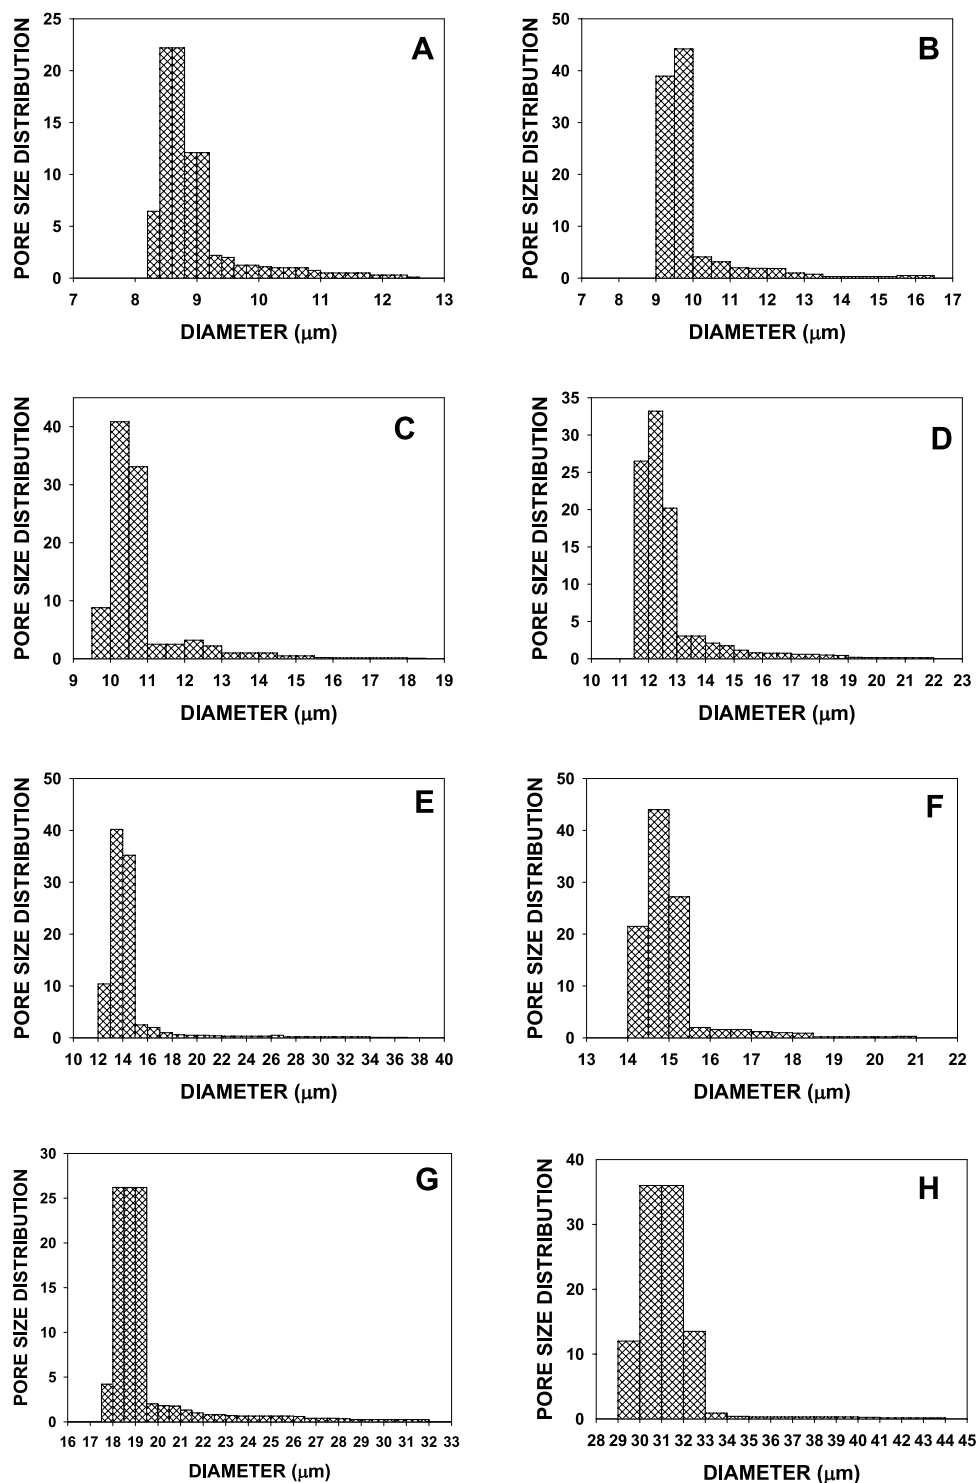 A
PORE SIZE DISTRIBUTION
25
20
15
10
5
0
7 8 9 10 11 12 13
DIAMETER (μm)
B
PORE SIZE DISTRIBUTION
50
40
30
20
10
0
7 8 9 10 11 12 13 14 15 16 17
DIAMETER (μm)
C
PORE SIZE DISTRIBUTION
40
30
20
10
0
9 10 11 12 13 14 15 16 17 18 19
DIAMETER (μm)
D
PORE SIZE DISTRIBUTION
35
30
25
20
15
10
5
0
10 11 12 13 14 15 16 17 18 19 20 21 22 23
DIAMETER (μm)
E
PORE SIZE DISTRIBUTION
50
40
30
20
10
0
10 12 14 16 18 20 22 24 26 28 30 32 34 36 38 40
DIAMETER (μm)
F
PORE SIZE DISTRIBUTION
50
40
30
20
10
0
13 14 15 16 17 18 19 20 21 22
DIAMETER (μm)
G
PORE SIZE DISTRIBUTION
30
25
20
15
10
5
0
16 17 18 19 20 21 22 23 24 25 26 27 28 29 30 31 32 33
DIAMETER (μm)
H
PORE SIZE DISTRIBUTION
40
30
20
10
0
28 29 30 31 32 33 34 35 36 37 38 39 40 41 42 43 44 45
DIAMETER (μm)